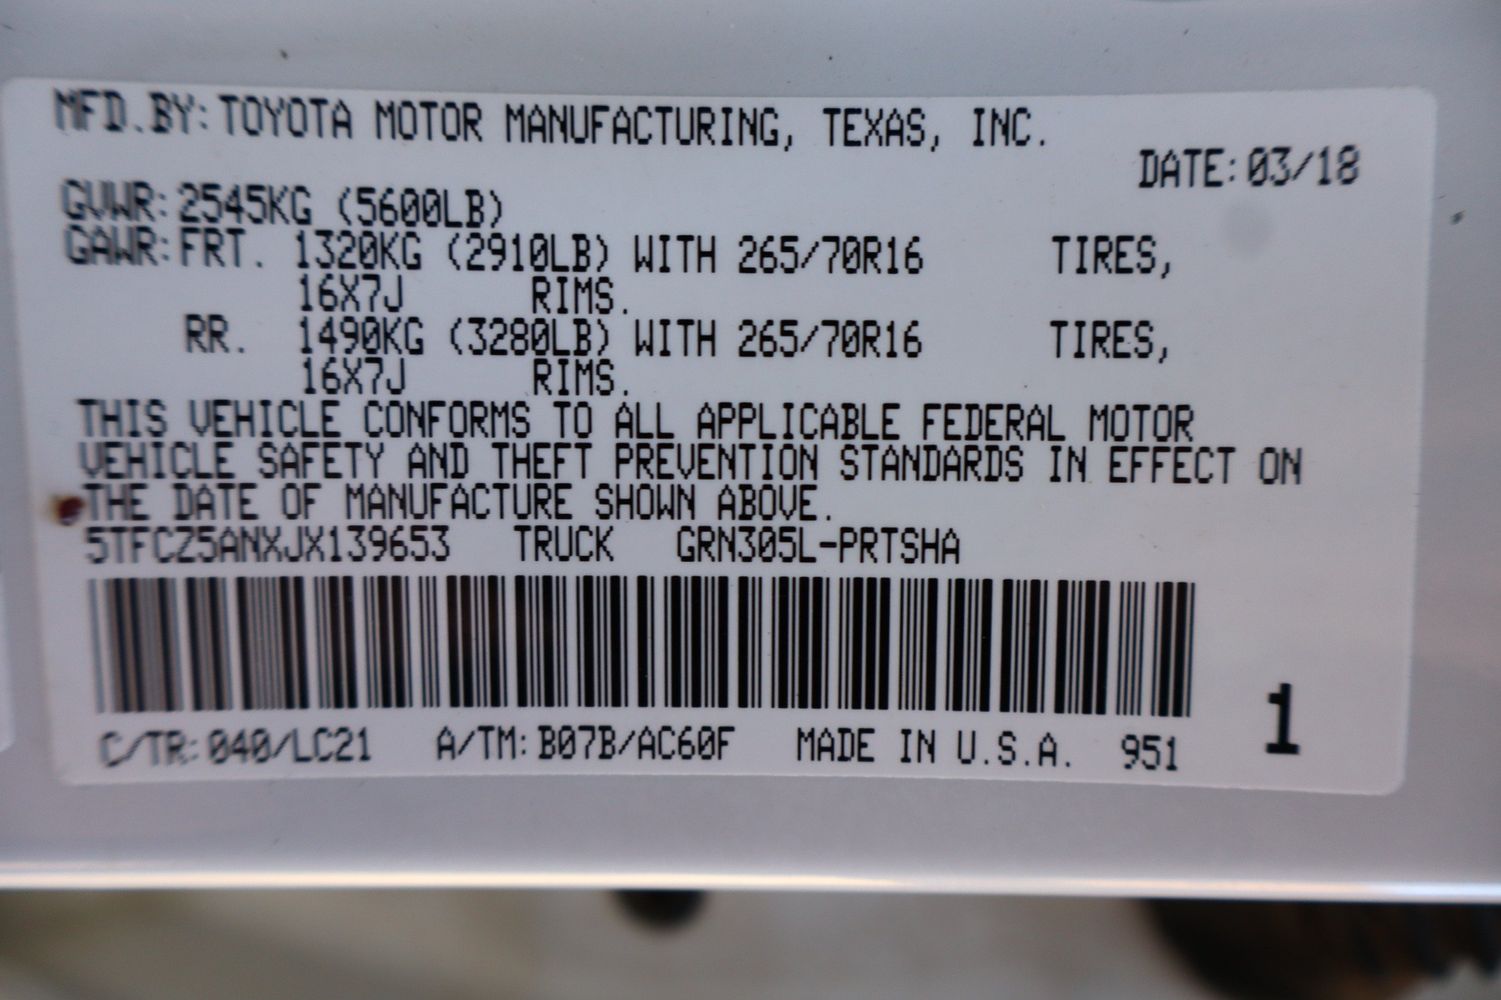 MFD.BY: TOYOTA MOTOR MANUFACTURING, TEXAS, INC.
DATE: 03/18
GVWR: 2545KG (5600LB)
GAWR: FRT. 1320KG (2910LB) WITH 265/70R16 TIRES,
16X7J RIMS.
RR. 1490KG (3280LB) WITH 265/70R16 TIRES,
16X7J RIMS.
THIS VEHICLE CONFORMS TO ALL APPLICABLE FEDERAL MOTOR
VEHICLE SAFETY AND THEFT PREVENTION STANDARDS IN EFFECT ON
THE DATE OF MANUFACTURE SHOWN ABOVE.
5TFCZ5ANXJX139653 TRUCK GRN305L-PRTSHA
C/TR: 040/LC21 A/TM: B07B/AC60F MADE IN U.S.A. 951
1